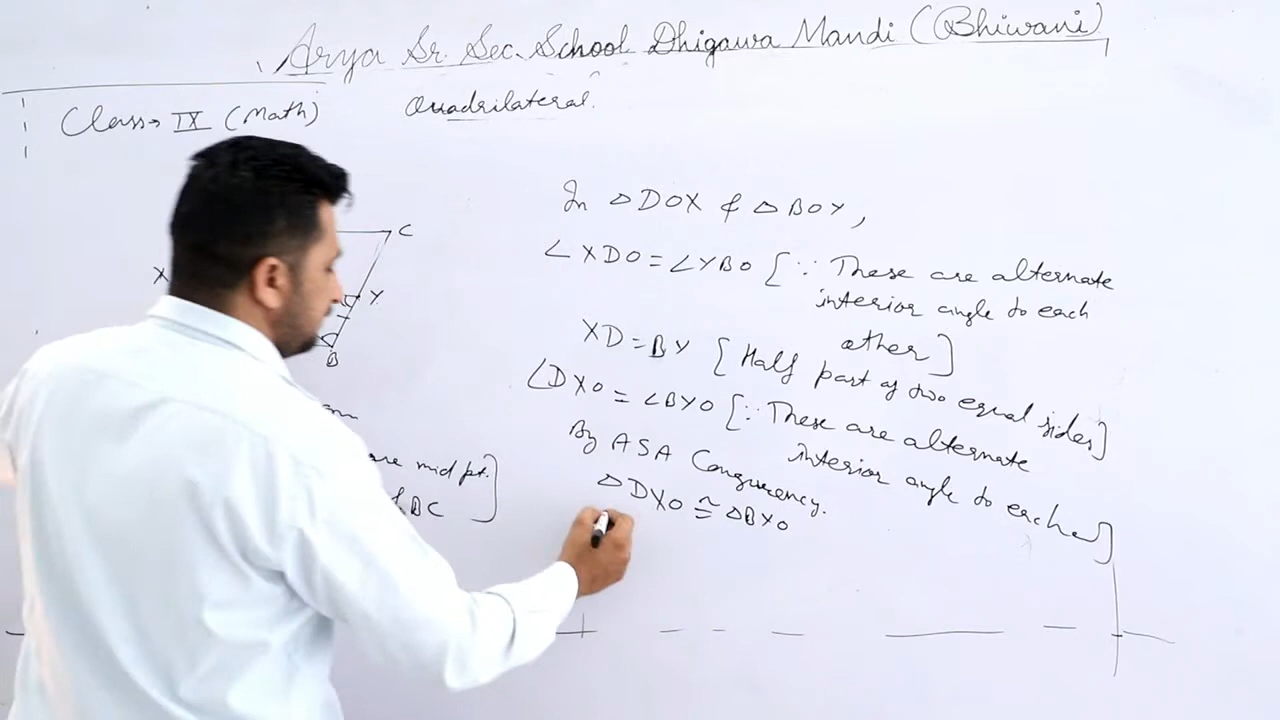 Arya Sr. Sec. School Dhigawa Mandi (Bhiwani)
Class → IX (Math)
Quadrilateral.
C
X
Y
B
are mid pt.
BC
In △DOX & △BOY,
∠XDO = ∠YBO [∵ These are alternate
interior angle to each
other]
XD = BY [Half part of two equal sides]
∠DXO = ∠BYO [∵ These are alternate
interior angle to each
By ASA Congurency.
△DXO ≅ △BYO